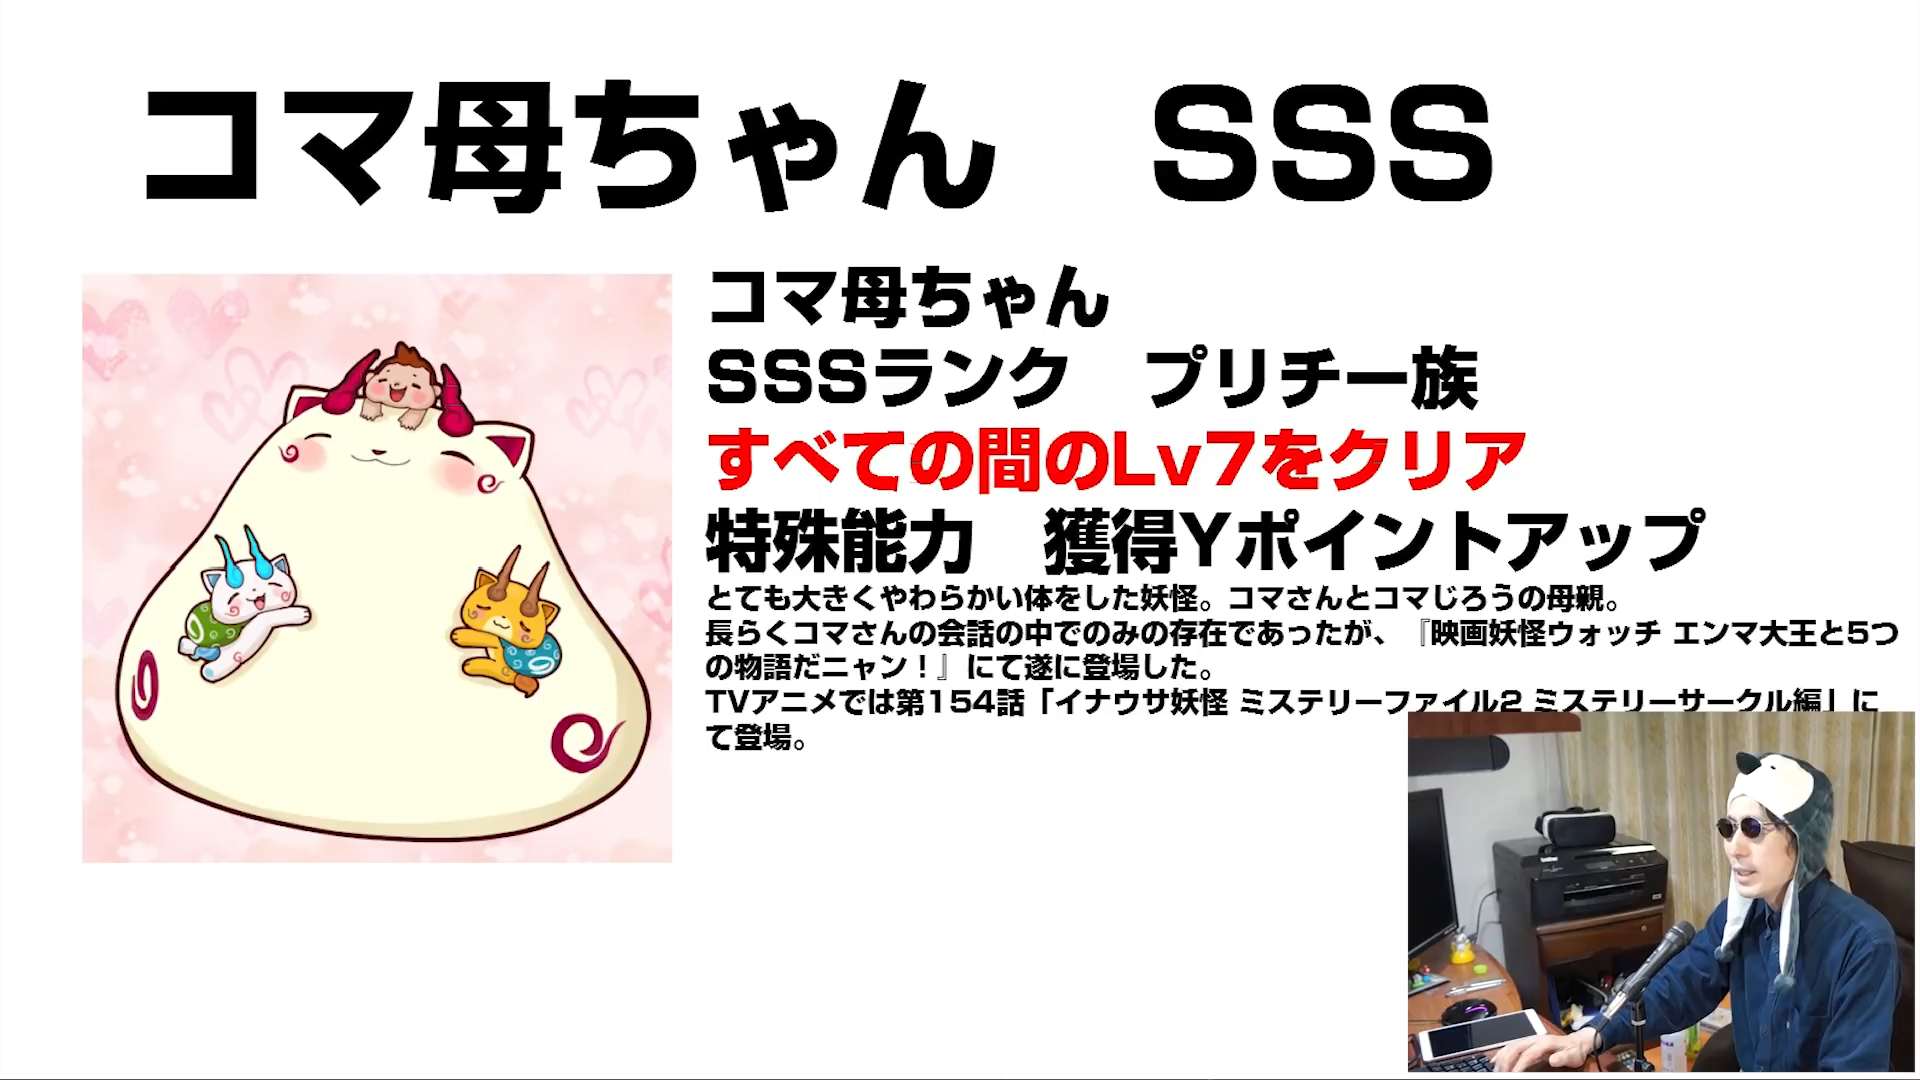 コマ母ちゃん　SSS
コマ母ちゃん
SSSランク　プリチー族
すべての間のLv7をクリア
特殊能力　獲得Yポイントアップ
とても大きくやわらかい体をした妖怪。コマさんとコマじろうの母親。
長らくコマさんの会話の中でのみの存在であったが、『映画妖怪ウォッチ エンマ大王と5つ
の物語だニャン！』にて遂に登場した。
TVアニメでは第154話「イナウサ妖怪 ミステリーファイル2 ミステリーサークル編」に
て登場。
brother